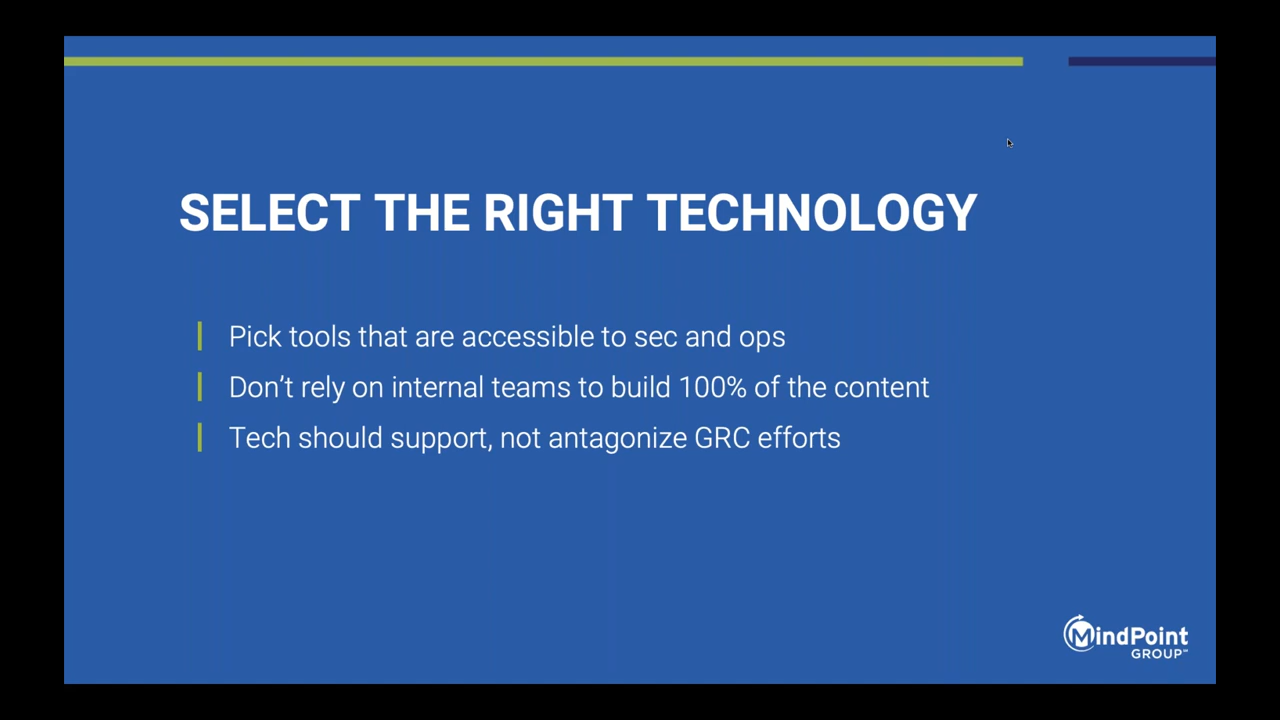 SELECT THE RIGHT TECHNOLOGY
Pick tools that are accessible to sec and ops
Don’t rely on internal teams to build 100% of the content
Tech should support, not antagonize GRC efforts
MindPoint
GROUP℠